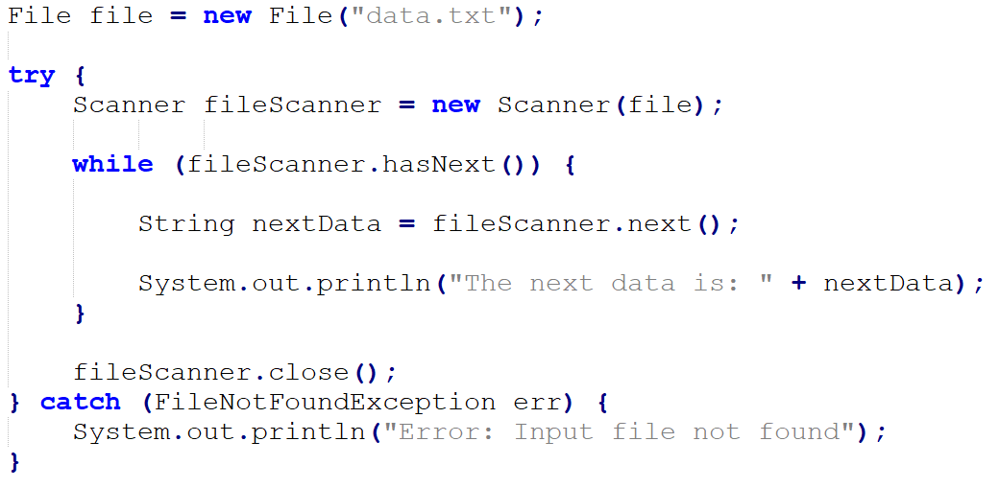 File file = new File("data.txt");
try {
    Scanner fileScanner = new Scanner(file);
    while (fileScanner.hasNext()) {
        String nextData = fileScanner.next();
        System.out.println("The next data is: " + nextData);
    }
    fileScanner.close();
} catch (FileNotFoundException err) {
    System.out.println("Error: Input file not found");
}